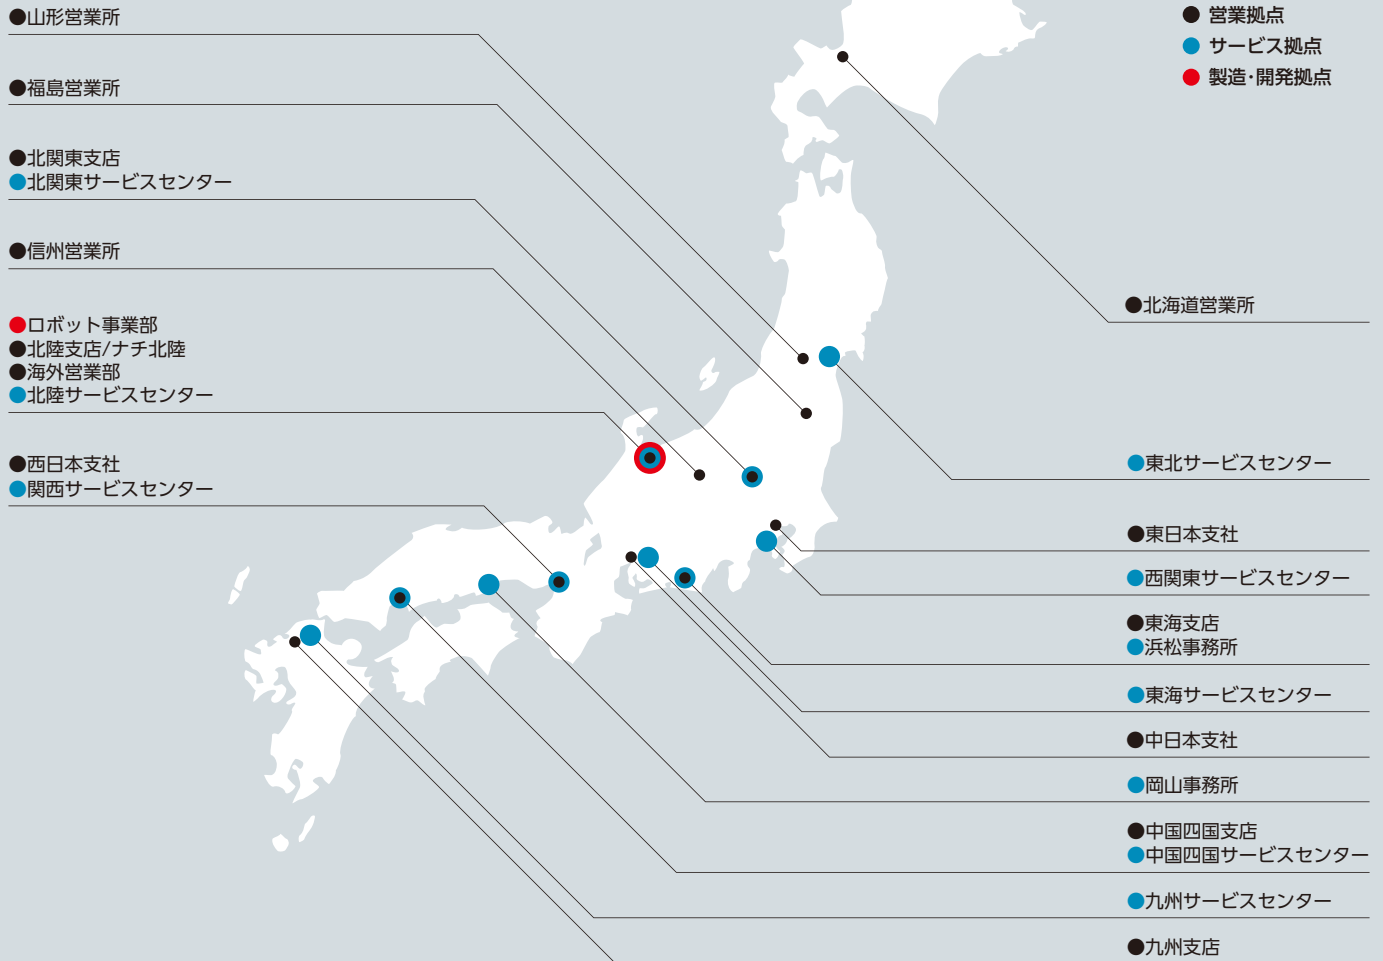 ●山形営業所
●福島営業所
●北関東支店
●北関東サービスセンター
●信州営業所
●ロボット事業部
●北陸支店/ナチ北陸
●海外営業部
●北陸サービスセンター
●西日本支社
●関西サービスセンター
● 営業拠点
● サービス拠点
● 製造・開発拠点
●北海道営業所
●東北サービスセンター
●東日本支社
●西関東サービスセンター
●東海支店
●浜松事務所
●東海サービスセンター
●中日本支社
●岡山事務所
●中国四国支店
●中国四国サービスセンター
●九州サービスセンター
●九州支店